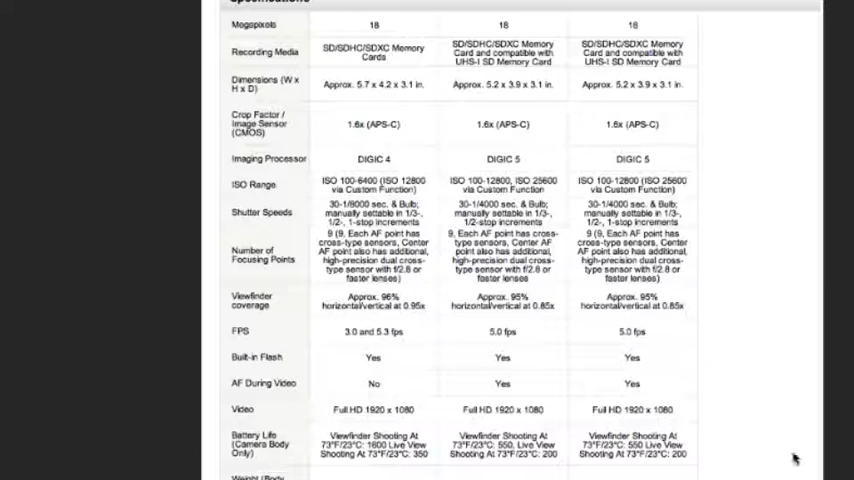 Specifications
Megapixels 18 18 18
Recording Media SD/SDHC/SDXC Memory Cards SD/SDHC/SDXC Memory Card and compatible with UHS-I SD Memory Card SD/SDHC/SDXC Memory Card and compatible with UHS-I SD Memory Card
Dimensions (W x H x D) Approx. 5.7 x 4.2 x 3.1 in. Approx. 5.2 x 3.9 x 3.1 in. Approx. 5.2 x 3.9 x 3.1 in.
Crop Factor / Image Sensor (CMOS) 1.6x (APS-C) 1.6x (APS-C) 1.6x (APS-C)
Imaging Processor DIGIC 4 DIGIC 5 DIGIC 5
ISO Range ISO 100-6400 (ISO 12800 via Custom Function) ISO 100-12800, ISO 25600 via Custom Function ISO 100-12800 (ISO 25600 via Custom Function)
Shutter Speeds 30-1/8000 sec. & Bulb; manually settable in 1/3-, 1/2-, 1-stop increments 30-1/4000 sec. & Bulb; manually settable in 1/3-, 1/2-stop increments 30-1/4000 sec. & Bulb; manually settable in 1/3-, 1/2-stop increments
Number of Focusing Points 9 (9, Each AF point has cross-type sensors, Center AF point also has additional, high-precision dual cross-type sensor with f/2.8 or faster lenses) 9, Each AF point has cross-type sensors, Center AF point also has additional, high-precision dual cross-type sensor with f/2.8 or faster lenses 9 (9, Each AF point has cross-type sensors, Center AF point also has additional, high-precision dual cross-type sensor with f/2.8 or faster lenses)
Viewfinder coverage Approx. 96% horizontal/vertical at 0.95x Approx. 95% horizontal/vertical at 0.85x Approx. 95% horizontal/vertical at 0.85x
FPS 3.0 and 5.3 fps 5.0 fps 5.0 fps
Built-in Flash Yes Yes Yes
AF During Video No Yes Yes
Video Full HD 1920 x 1080 Full HD 1920 x 1080 Full HD 1920 x 1080
Battery Life (Camera Body Only) Viewfinder Shooting At 73°F/23°C: 1600 Live View Shooting At 73°F/23°C: 350 Viewfinder Shooting At 73°F/23°C: 550, Live View Shooting At 73°F/23°C: 200 Viewfinder Shooting At 73°F/23°C: 550 Live View Shooting At 73°F/23°C: 200
Weight (Body